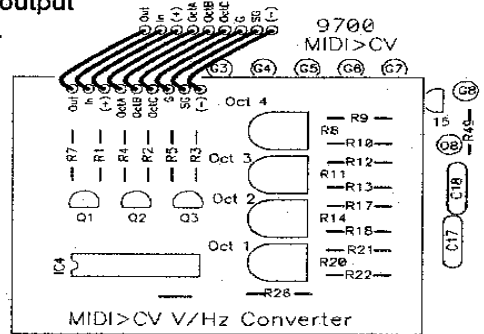 output
Out In (+) OctA OctB OctC G SG (-)
9700
MIDI>CV
G3 G4 G5 G6 G7
Out In (+) OctA OctB OctC G SG (-)
Oct 4
G8
15
R9
R8
R10
R49
Q8
R7 R1 R4 R2 R5 R3
Oct 3
R12
R11
R13
C18
Oct 2
R17
Q1 Q2 Q3
R14
R18
C17
Oct 1
R21
IC4
R20
R22
R26
MIDI>CV V/Hz Converter